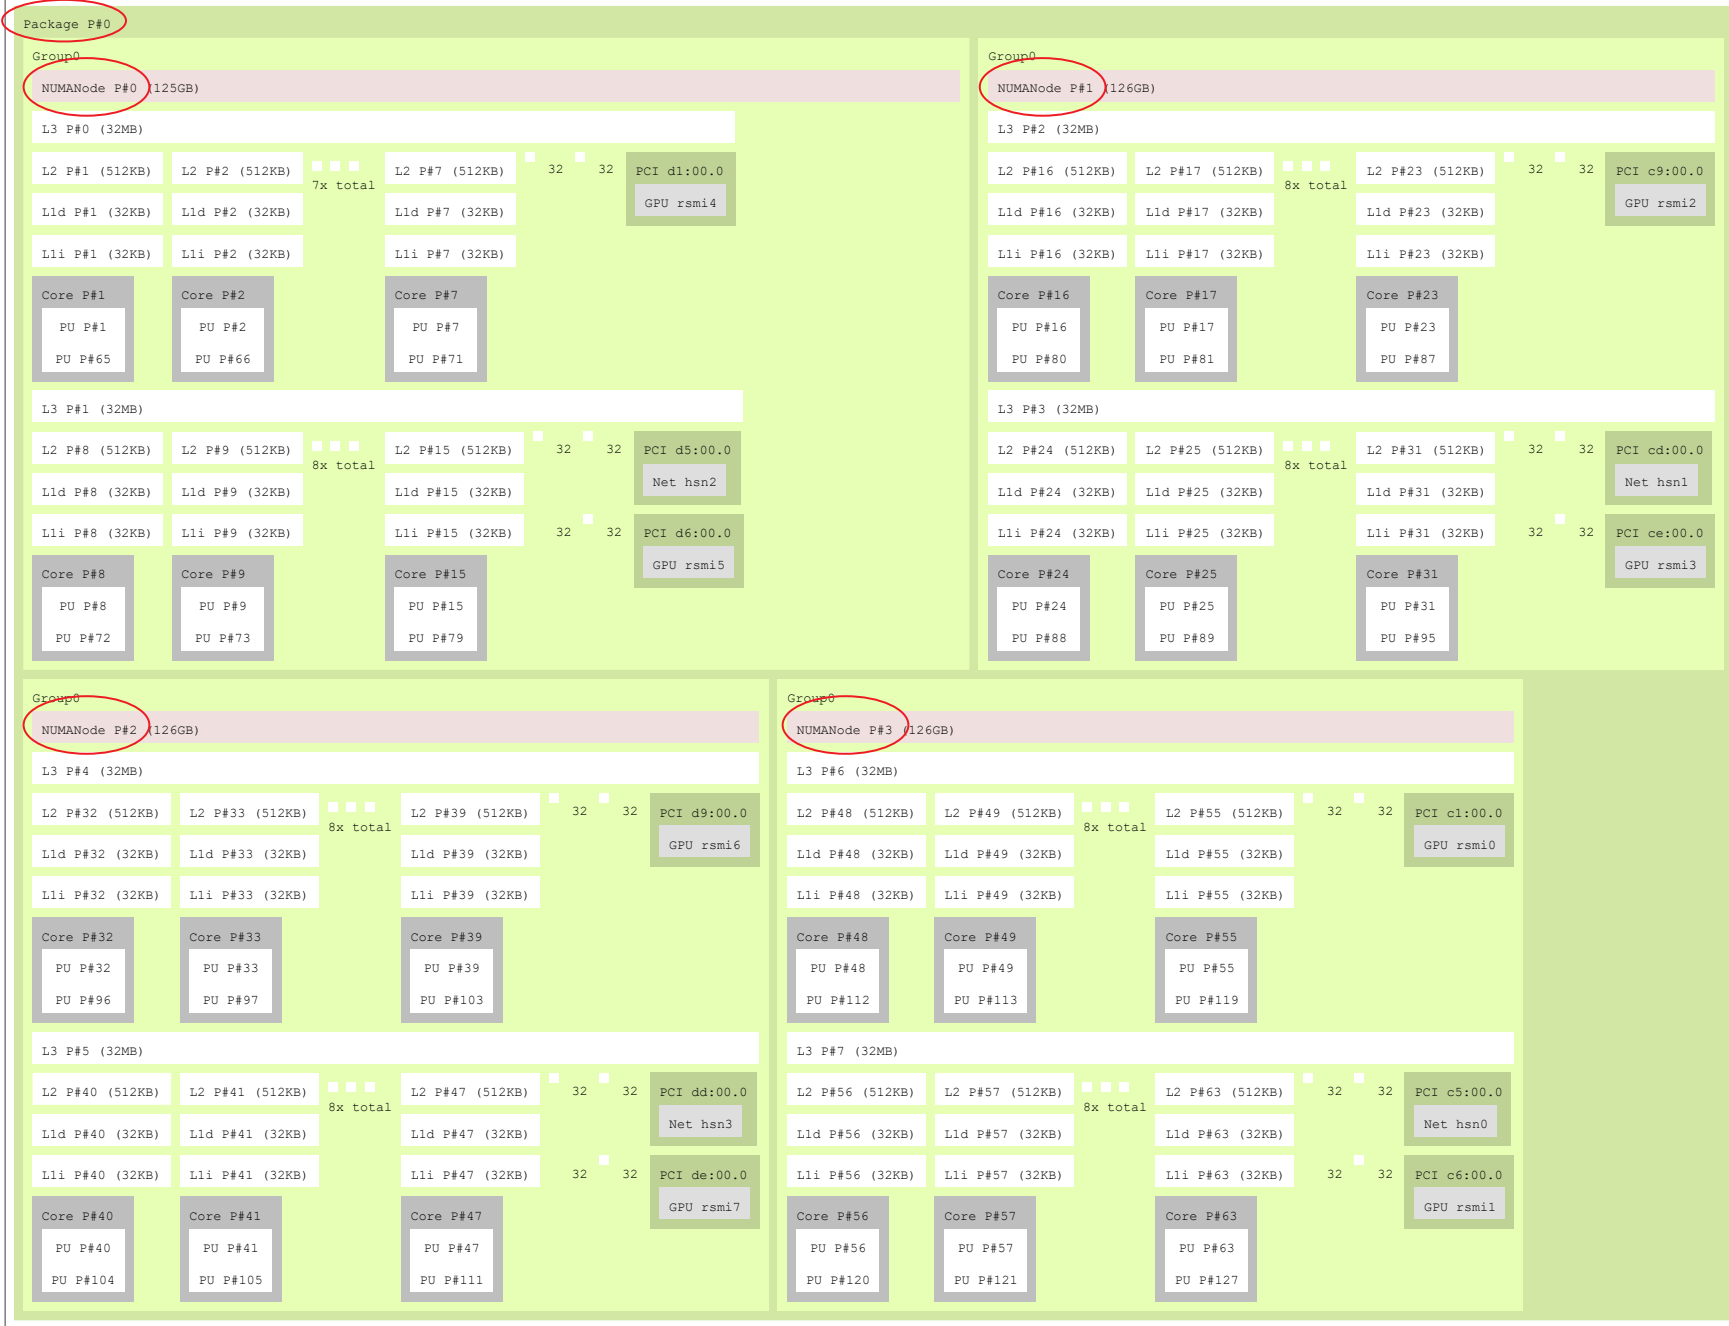 Package P#0
Group0
NUMANode P#0 (125GB)
L3 P#0 (32MB)
L2 P#1 (512KB) L2 P#2 (512KB) 7x total L2 P#7 (512KB) 32 32 PCI d1:00.0
GPU rsmi4
L1d P#1 (32KB) L1d P#2 (32KB) L1d P#7 (32KB)
L1i P#1 (32KB) L1i P#2 (32KB) L1i P#7 (32KB)
Core P#1 Core P#2 Core P#7
PU P#1 PU P#2 PU P#7
PU P#65 PU P#66 PU P#71
L3 P#1 (32MB)
L2 P#8 (512KB) L2 P#9 (512KB) 8x total L2 P#15 (512KB) 32 32 PCI d5:00.0
Net hsn2
L1d P#8 (32KB) L1d P#9 (32KB) L1d P#15 (32KB)
L1i P#8 (32KB) L1i P#9 (32KB) L1i P#15 (32KB) 32 32 PCI d6:00.0
GPU rsmi5
Core P#8 Core P#9 Core P#15
PU P#8 PU P#9 PU P#15
PU P#72 PU P#73 PU P#79
Group0
NUMANode P#1 (126GB)
L3 P#2 (32MB)
L2 P#16 (512KB) L2 P#17 (512KB) 8x total L2 P#23 (512KB) 32 32 PCI c9:00.0
GPU rsmi2
L1d P#16 (32KB) L1d P#17 (32KB) L1d P#23 (32KB)
L1i P#16 (32KB) L1i P#17 (32KB) L1i P#23 (32KB)
Core P#16 Core P#17 Core P#23
PU P#16 PU P#17 PU P#23
PU P#80 PU P#81 PU P#87
L3 P#3 (32MB)
L2 P#24 (512KB) L2 P#25 (512KB) 8x total L2 P#31 (512KB) 32 32 PCI cd:00.0
Net hsn1
L1d P#24 (32KB) L1d P#25 (32KB) L1d P#31 (32KB)
L1i P#24 (32KB) L1i P#25 (32KB) L1i P#31 (32KB) 32 32 PCI ce:00.0
GPU rsmi3
Core P#24 Core P#25 Core P#31
PU P#24 PU P#25 PU P#31
PU P#88 PU P#89 PU P#95
Group0
NUMANode P#2 (126GB)
L3 P#4 (32MB)
L2 P#32 (512KB) L2 P#33 (512KB) 8x total L2 P#39 (512KB) 32 32 PCI d9:00.0
GPU rsmi6
L1d P#32 (32KB) L1d P#33 (32KB) L1d P#39 (32KB)
L1i P#32 (32KB) L1i P#33 (32KB) L1i P#39 (32KB)
Core P#32 Core P#33 Core P#39
PU P#32 PU P#33 PU P#39
PU P#96 PU P#97 PU P#103
L3 P#5 (32MB)
L2 P#40 (512KB) L2 P#41 (512KB) 8x total L2 P#47 (512KB) 32 32 PCI dd:00.0
Net hsn3
L1d P#40 (32KB) L1d P#41 (32KB) L1d P#47 (32KB)
L1i P#40 (32KB) L1i P#41 (32KB) L1i P#47 (32KB) 32 32 PCI de:00.0
GPU rsmi7
Core P#40 Core P#41 Core P#47
PU P#40 PU P#41 PU P#47
PU P#104 PU P#105 PU P#111
Group0
NUMANode P#3 (126GB)
L3 P#6 (32MB)
L2 P#48 (512KB) L2 P#49 (512KB) 8x total L2 P#55 (512KB) 32 32 PCI c1:00.0
GPU rsmi0
L1d P#48 (32KB) L1d P#49 (32KB) L1d P#55 (32KB)
L1i P#48 (32KB) L1i P#49 (32KB) L1i P#55 (32KB)
Core P#48 Core P#49 Core P#55
PU P#48 PU P#49 PU P#55
PU P#112 PU P#113 PU P#119
L3 P#7 (32MB)
L2 P#56 (512KB) L2 P#57 (512KB) 8x total L2 P#63 (512KB) 32 32 PCI c5:00.0
Net hsn0
L1d P#56 (32KB) L1d P#57 (32KB) L1d P#63 (32KB)
L1i P#56 (32KB) L1i P#57 (32KB) L1i P#63 (32KB) 32 32 PCI c6:00.0
GPU rsmi1
Core P#56 Core P#57 Core P#63
PU P#56 PU P#57 PU P#63
PU P#120 PU P#121 PU P#127